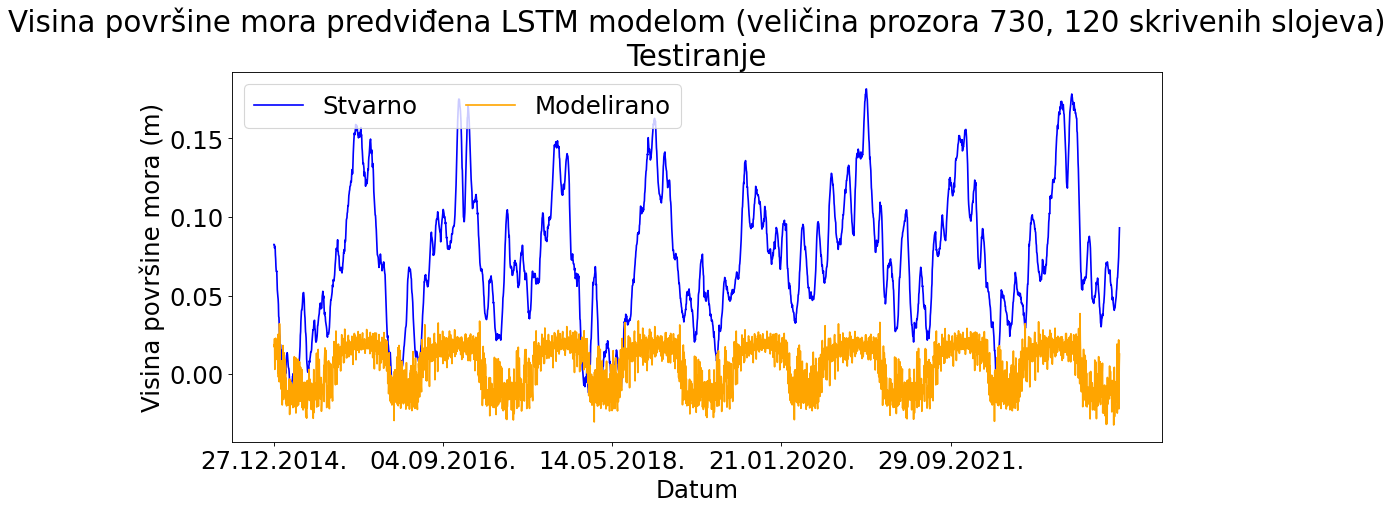 Visina površine mora predviđena LSTM modelom (veličina prozora 730, 120 skrivenih slojeva)
Testiranje
Stvarno Modelirano
Visina površine mora (m)
0.15
0.10
0.05
0.00
27.12.2014. 04.09.2016. 14.05.2018. 21.01.2020. 29.09.2021.
Datum